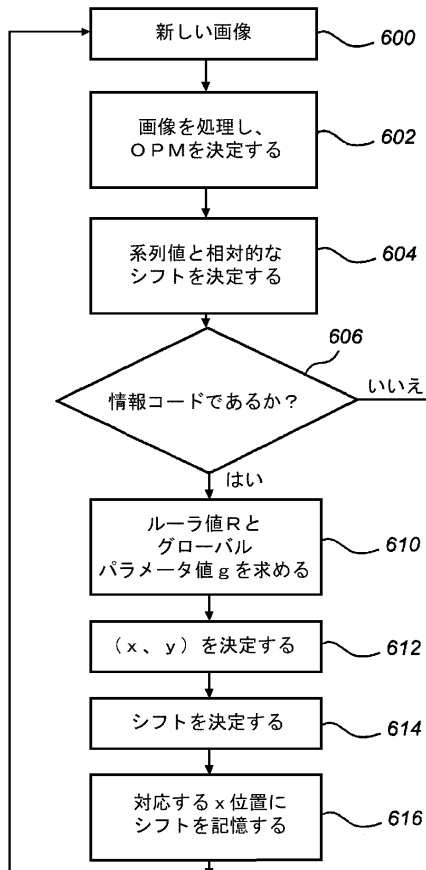 新しい画像
600
画像を処理し、
OPMを決定する
602
系列値と相対的な
シフトを決定する
604
606
情報コードであるか？
いいえ
はい
ルーラ値Rと
グローバル
パラメータ値gを求める
610
(x、y)を決定する
612
シフトを決定する
614
対応するx位置に
シフトを記憶する
616